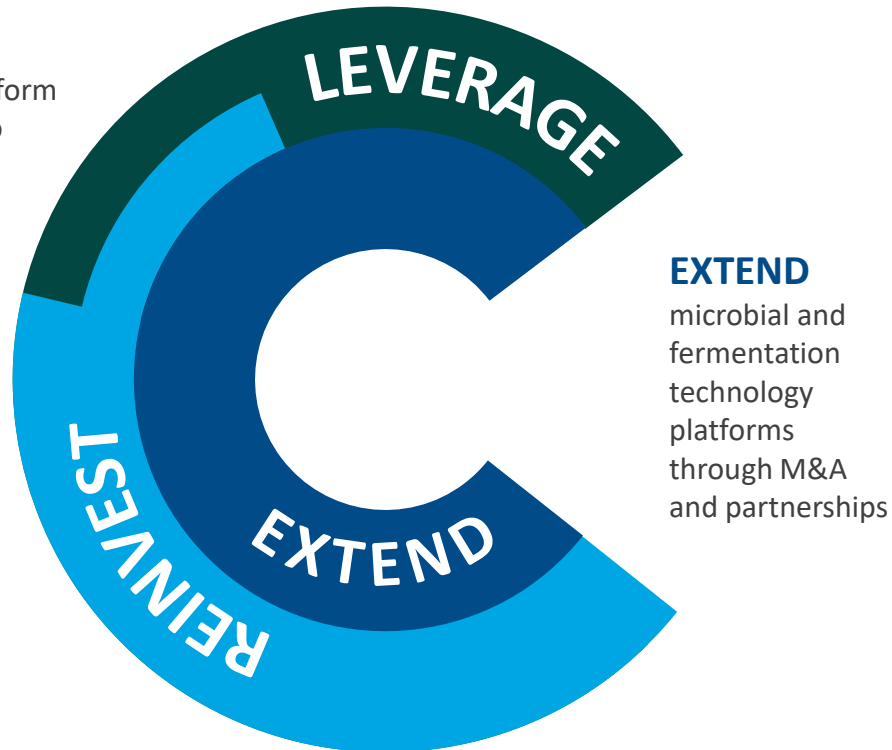 form
LEVERAGE
EXTEND
microbial and
fermentation
technology
platforms
through M&A
and partnerships
REINVEST
EXTEND